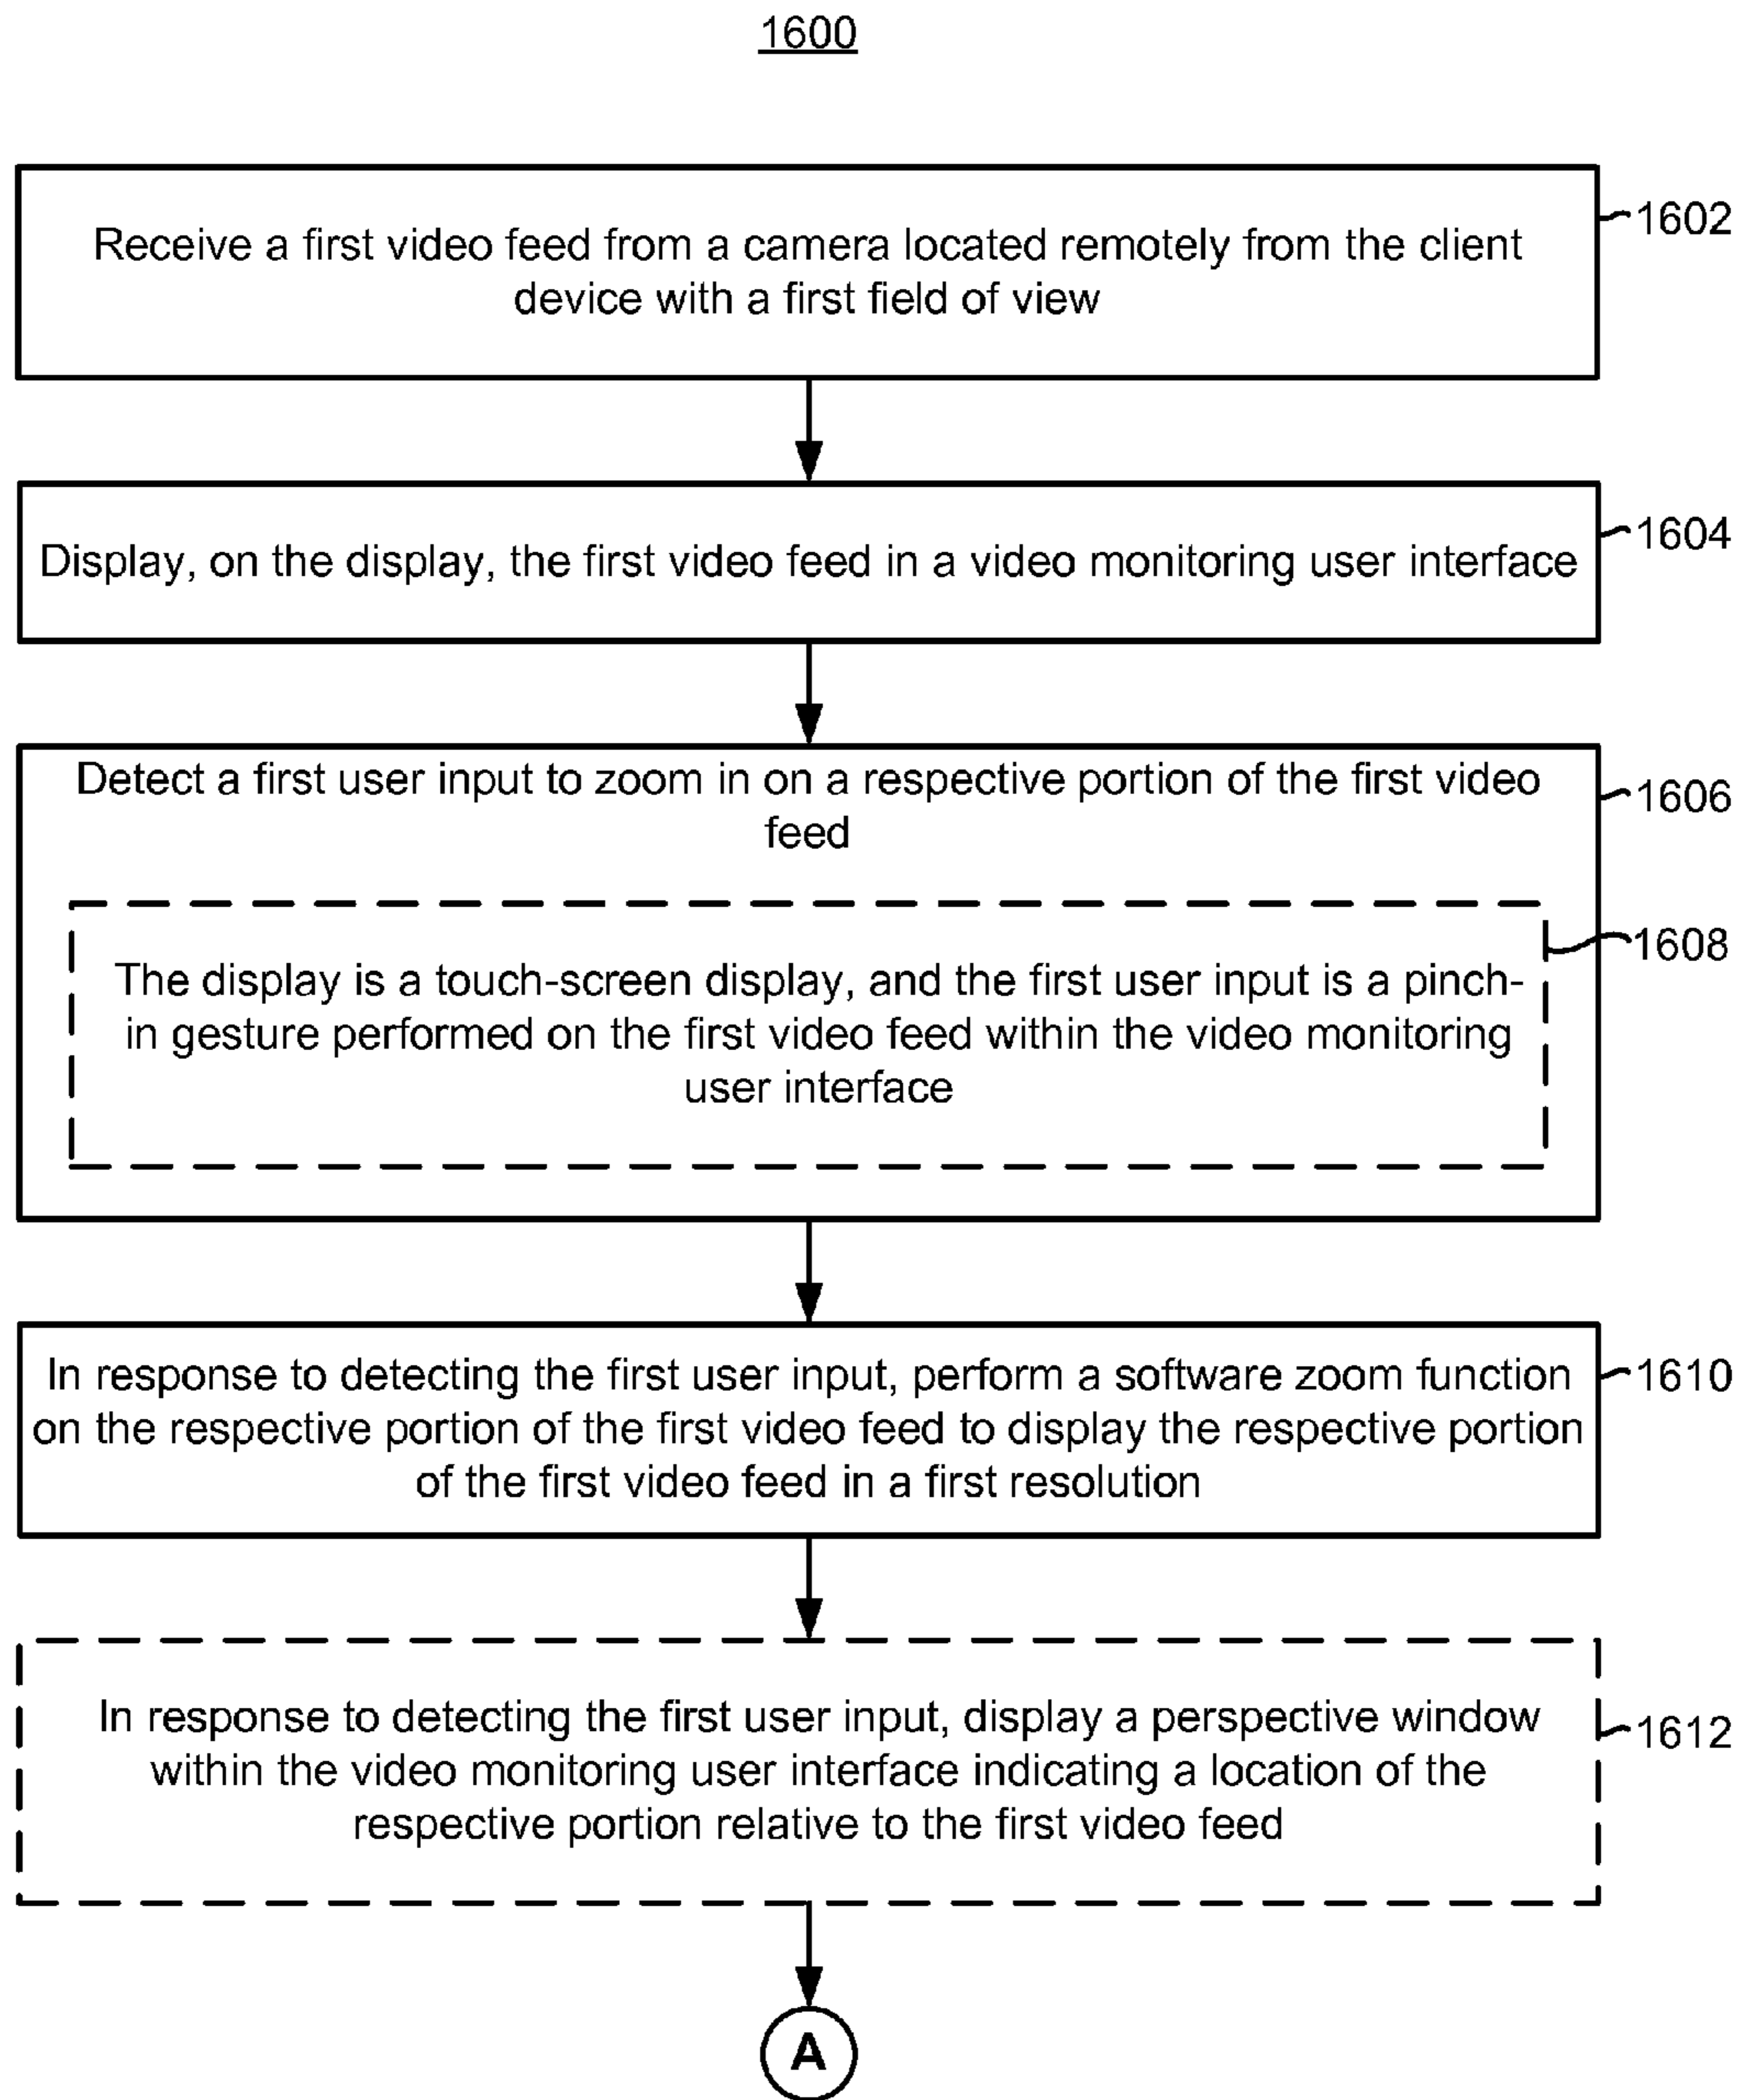 1600
Receive a first video feed from a camera located remotely from the client
device with a first field of view
1602
Display, on the display, the first video feed in a video monitoring user interface
1604
Detect a first user input to zoom in on a respective portion of the first video
feed
1606
The display is a touch-screen display, and the first user input is a pinch-
in gesture performed on the first video feed within the video monitoring
user interface
1608
In response to detecting the first user input, perform a software zoom function
on the respective portion of the first video feed to display the respective portion
of the first video feed in a first resolution
1610
In response to detecting the first user input, display a perspective window
within the video monitoring user interface indicating a location of the
respective portion relative to the first video feed
1612
A